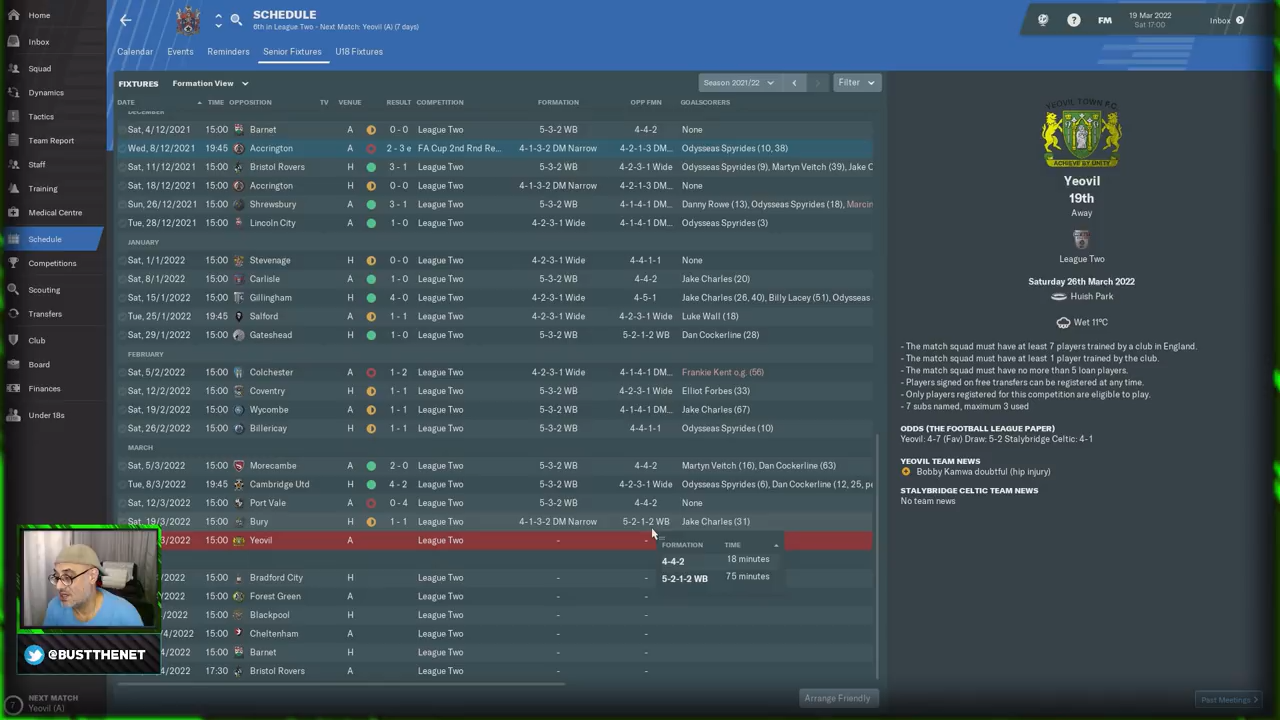 Home
Inbox
Squad
Dynamics
Tactics
Team Report
Staff
Training
Medical Centre
Schedule
Competitions
Scouting
Transfers
Club
Board
Finances
Under 18s
SCHEDULE
6th in League Two - Next Match: Yeovil (A) (7 days)
FM
19 Mar 2022
Sat 17:00
Inbox
Calendar Events Reminders Senior Fixtures U18 Fixtures
FIXTURES Formation View Season 2021/22 Filter
DATE TIME OPPOSITION TV VENUE RESULT COMPETITION FORMATION OPP FMN GOALSCORERS
DECEMBER
Sat, 4/12/2021 15:00 Barnet A 0 - 0 League Two 5-3-2 WB 4-4-2 None
Wed, 8/12/2021 19:45 Accrington A 2 - 3 e FA Cup 2nd Rnd Re... 4-1-3-2 DM Narrow 4-2-1-3 DM... Odysseas Spyrides (10, 38)
Sat, 11/12/2021 15:00 Bristol Rovers H 3 - 1 League Two 5-3-2 WB 4-2-3-1 Wide Odysseas Spyrides (9), Martyn Veitch (39), Jake C
Sat, 18/12/2021 15:00 Accrington H 0 - 0 League Two 4-1-3-2 DM Narrow 4-2-1-3 DM... None
Sun, 26/12/2021 15:00 Shrewsbury A 3 - 1 League Two 5-3-2 WB 4-1-4-1 DM... Danny Rowe (13), Odysseas Spyrides (18), Marcin
Tue, 28/12/2021 15:00 Lincoln City A 1 - 0 League Two 4-2-3-1 Wide 4-1-4-1 DM... Odysseas Spyrides (3)
JANUARY
Sat, 1/1/2022 15:00 Stevenage H 0 - 0 League Two 4-2-3-1 Wide 4-4-1-1 None
Sat, 8/1/2022 15:00 Carlisle A 1 - 0 League Two 5-3-2 WB 4-4-2 Jake Charles (20)
Sat, 15/1/2022 15:00 Gillingham H 4 - 0 League Two 4-2-3-1 Wide 4-5-1 Jake Charles (26, 40), Billy Lacey (51), Odysseas
Tue, 25/1/2022 19:45 Salford A 1 - 1 League Two 4-2-3-1 Wide 4-2-3-1 Wide Luke Wall (18)
Sat, 29/1/2022 15:00 Gateshead H 1 - 0 League Two 5-3-2 WB 5-2-1-2 WB Dan Cockerline (28)
FEBRUARY
Sat, 5/2/2022 15:00 Colchester A 1 - 2 League Two 4-2-3-1 Wide 4-1-4-1 DM... Frankie Kent o.g. (56)
Sat, 12/2/2022 15:00 Coventry H 1 - 1 League Two 5-3-2 WB 4-2-3-1 Wide Elliot Forbes (33)
Sat, 19/2/2022 15:00 Wycombe A 1 - 1 League Two 5-3-2 WB 4-1-4-1 DM... Jake Charles (67)
Sat, 26/2/2022 15:00 Billericay H 1 - 1 League Two 5-3-2 WB 4-4-1-1 Odysseas Spyrides (10)
MARCH
Sat, 5/3/2022 15:00 Morecambe A 2 - 0 League Two 5-3-2 WB 4-4-2 Martyn Veitch (16), Dan Cockerline (63)
Tue, 8/3/2022 19:45 Cambridge Utd H 4 - 2 League Two 5-3-2 WB 4-2-3-1 Wide Odysseas Spyrides (6), Dan Cockerline (12, 25, pe
Sat, 12/3/2022 15:00 Port Vale A 0 - 4 League Two 5-3-2 WB 4-4-2 None
Sat, 19/3/2022 15:00 Bury H 1 - 1 League Two 4-1-3-2 DM Narrow 5-2-1-2 WB Jake Charles (31)
3/2022 15:00 Yeovil A League Two - -
FORMATION TIME
4-4-2 18 minutes
5-2-1-2 WB 75 minutes
2022 15:00 Bradford City H League Two - -
2022 15:00 Forest Green A League Two - -
2022 15:00 Blackpool H League Two - -
4/2022 15:00 Cheltenham A League Two - -
4/2022 15:00 Barnet H League Two - -
4/2022 17:30 Bristol Rovers A League Two - -
Arrange Friendly
Yeovil
19th
Away
League Two
Saturday 26th March 2022
Huish Park
Wet 11°C
- The match squad must have at least 7 players trained by a club in England.
- The match squad must have at least 1 player trained by the club.
- The match squad must have no more than 5 loan players.
- Players signed on free transfers can be registered at any time.
- Only players registered for this competition are eligible to play.
- 7 subs named, maximum 3 used
ODDS (THE FOOTBALL LEAGUE PAPER)
Yeovil: 4-7 (Fav) Draw: 5-2 Stalybridge Celtic: 4-1
YEOVIL TEAM NEWS
Bobby Kamwa doubtful (hip injury)
STALYBRIDGE CELTIC TEAM NEWS
No team news
Past Meetings
@BUSTTHENET
7
NEXT MATCH
Yeovil (A)
YEOVIL TOWN F.C.
ACHIEVE BY UNITY